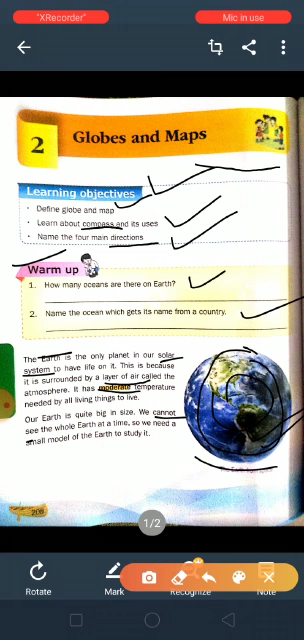 "XRecorder"
Mic in use
2
Globes and Maps
Learning objectives
• Define globe and map
• Learn about compass and its uses
• Name the four main directions
Warm up
1. How many oceans are there on Earth?
2. Name the ocean which gets its name from a country.
The Earth is the only planet in our solar
system to have life on it. This is because
it is surrounded by a layer of air called the
atmosphere. It has moderate temperature
needed by all living things to live.
Our Earth is quite big in size. We cannot
see the whole Earth at a time, so we need a
small model of the Earth to study it.
206
1/2
Rotate
Mark
Recognize